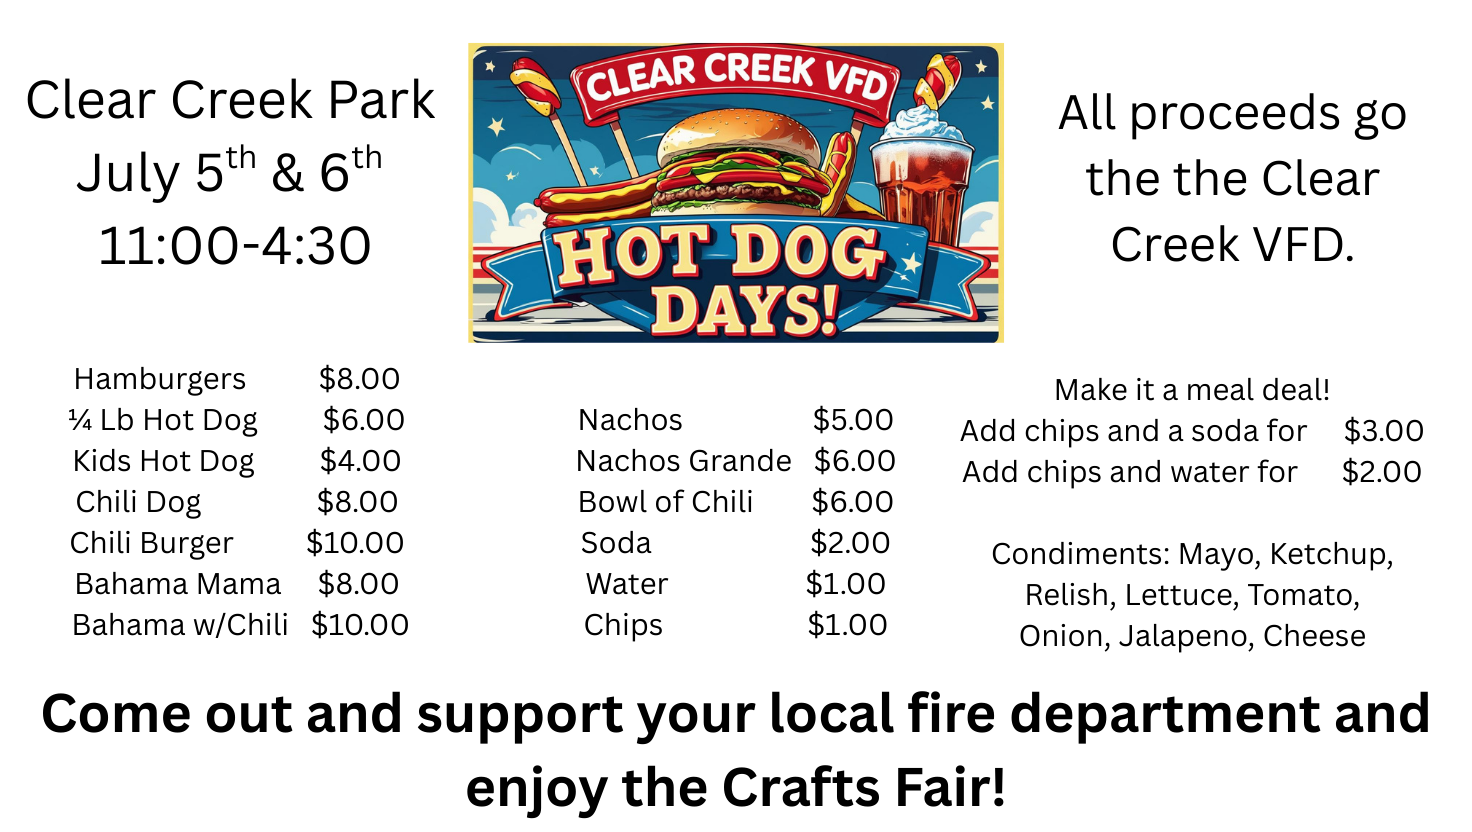 Clear Creek Park
July 5th & 6th
11:00-4:30
CLEAR CREEK VFD
HOT DOG
DAYS!
All proceeds go
the the Clear
Creek VFD.
Hamburgers $8.00
¼ Lb Hot Dog $6.00
Kids Hot Dog $4.00
Chili Dog $8.00
Chili Burger $10.00
Bahama Mama $8.00
Bahama w/Chili $10.00
Nachos $5.00
Nachos Grande $6.00
Bowl of Chili $6.00
Soda $2.00
Water $1.00
Chips $1.00
Make it a meal deal!
Add chips and a soda for $3.00
Add chips and water for $2.00
Condiments: Mayo, Ketchup,
Relish, Lettuce, Tomato,
Onion, Jalapeno, Cheese
Come out and support your local fire department and
enjoy the Crafts Fair!